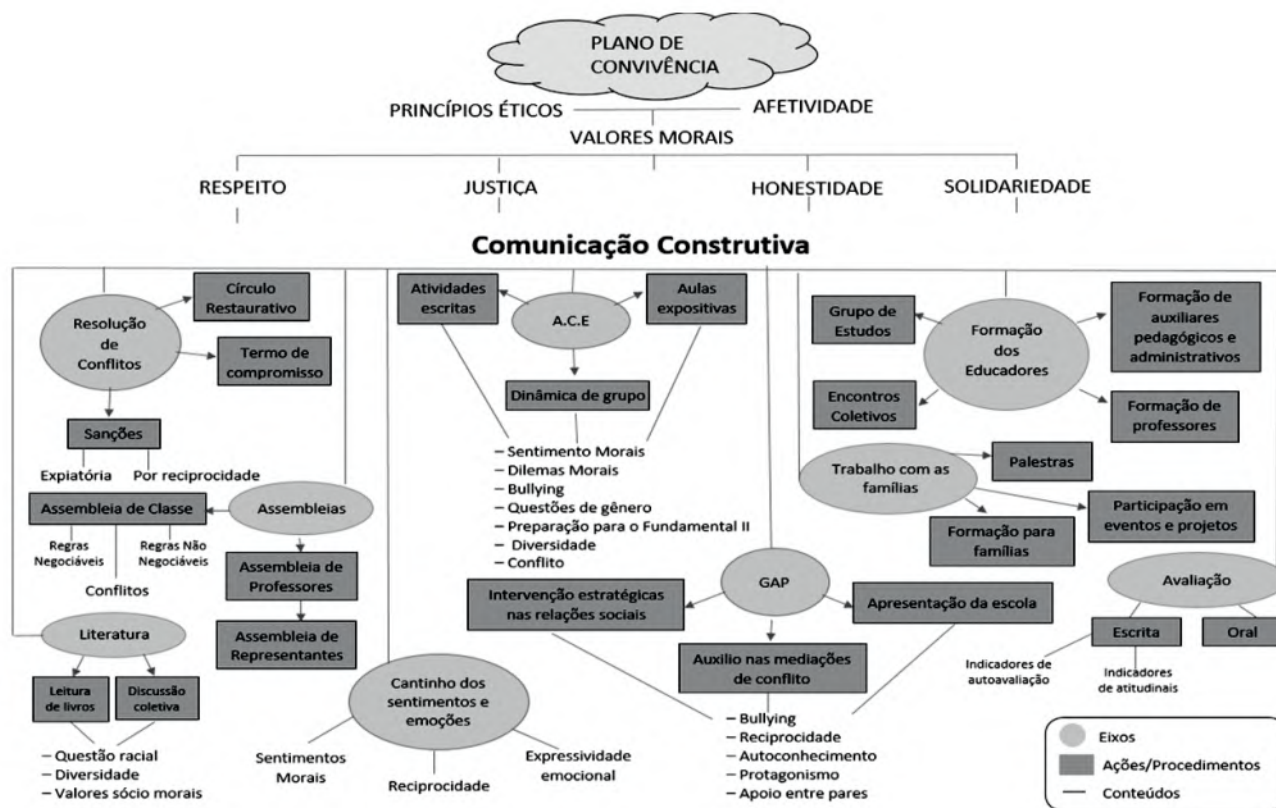 PLANO DE
CONVIVÊNCIA
PRINCÍPIOS ÉTICOS
AFETIVIDADE
VALORES MORAIS
RESPEITO
JUSTIÇA
HONESTIDADE
SOLIDARIEDADE
Comunicação Construtiva
Resolução
de
Conflitos
Círculo
Restaurativo
Termo de
compromisso
Sanções
Expiatória
Por reciprocidade
Assembleias
Assembleia de Classe
Regras
Negociáveis
Regras Não
Negociáveis
Conflitos
Assembleia de
Professores
Assembleia de
Representantes
Literatura
Leitura
de livros
Discussão
coletiva
– Questão racial
– Diversidade
– Valores sócio morais
Cantinho dos
sentimentos e
emoções
Sentimentos
Morais
Reciprocidade
Expressividade
emocional
A.C.E
Atividades
escritas
Aulas
expositivas
Dinâmica de grupo
– Sentimento Morais
– Dilemas Morais
– Bullying
– Questões de gênero
– Preparação para o Fundamental II
– Diversidade
– Conflito
GAP
Intervenção estratégicas
nas relações sociais
Apresentação da escola
Auxilio nas mediações
de conflito
– Bullying
– Reciprocidade
– Autoconhecimento
– Protagonismo
– Apoio entre pares
Formação
dos
Educadores
Grupo de
Estudos
Encontros
Coletivos
Formação de
auxiliares
pedagógicos e
administrativos
Formação de
professores
Trabalho com as
famílias
Palestras
Participação em
eventos e projetos
Formação para
famílias
Avaliação
Escrita
Oral
Indicadores de
autoavaliação
Indicadores
de atitudinais
Eixos
Ações/Procedimentos
Conteúdos